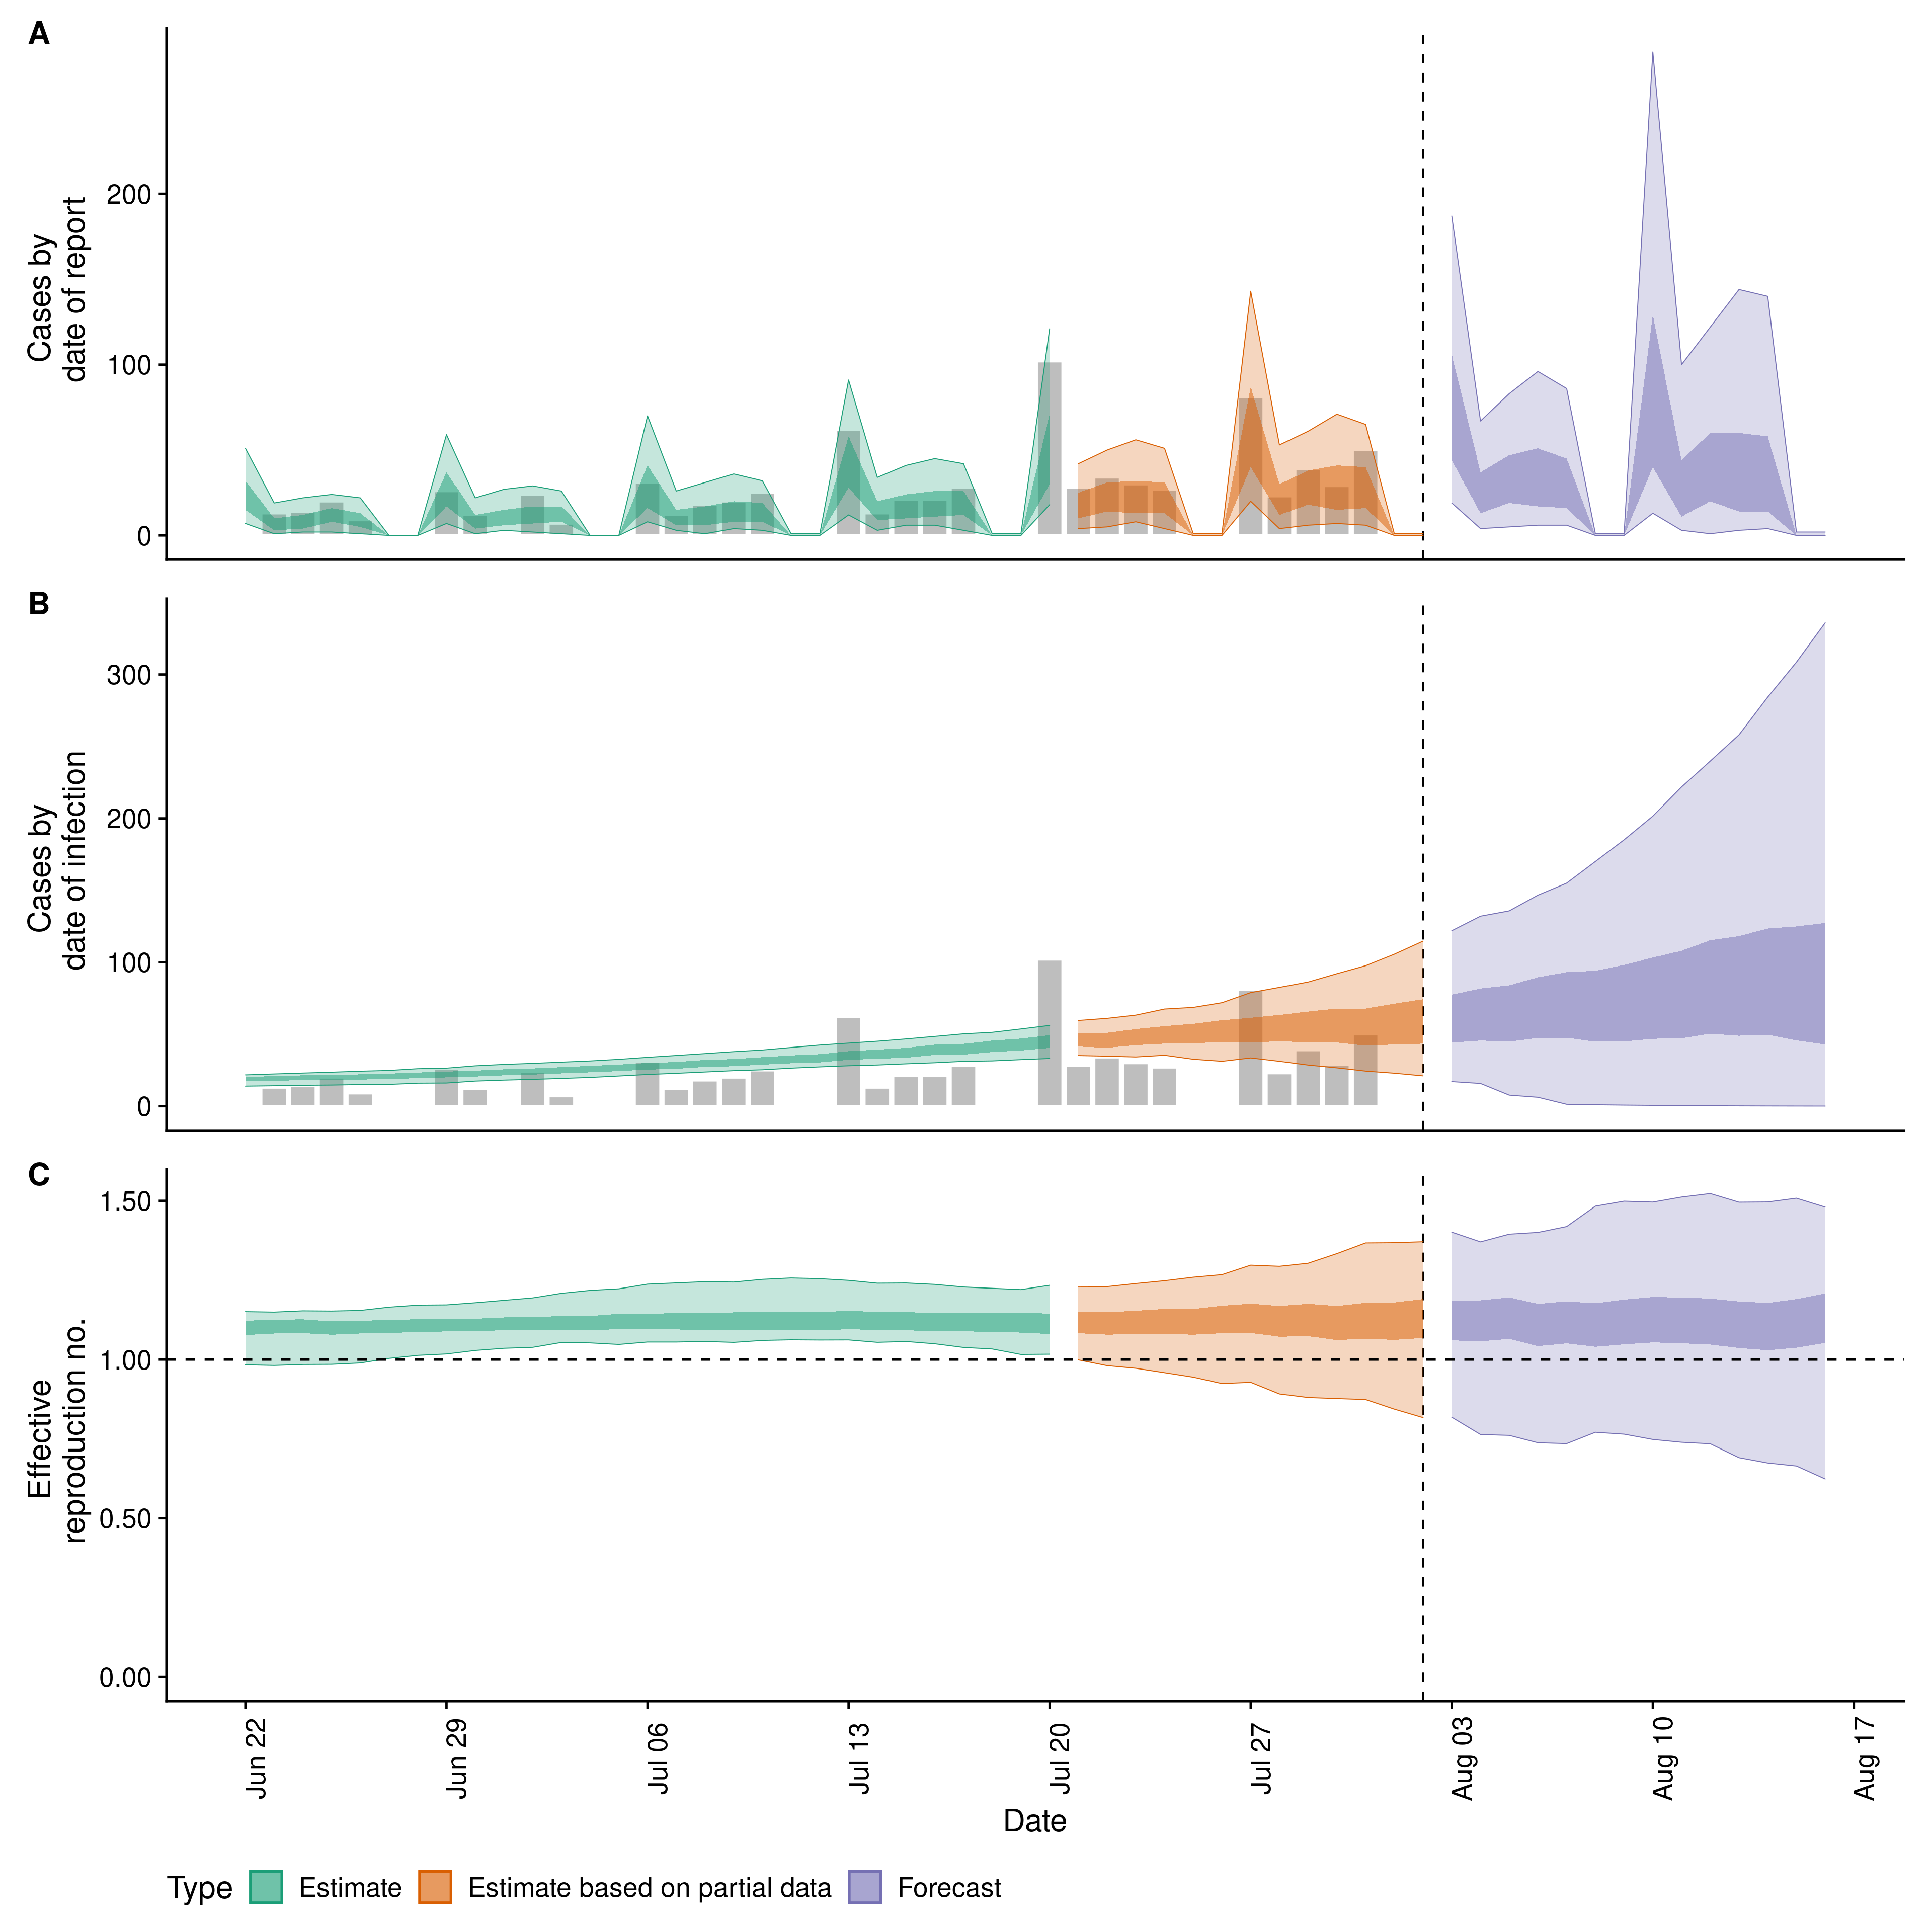 A
Cases by
date of report
200
100
0
B
Cases by
date of infection
300
200
100
0
C
Effective
reproduction no.
1.50
1.00
0.50
0.00
Jun 22
Jun 29
Jul 06
Jul 13
Jul 20
Jul 27
Aug 03
Aug 10
Aug 17
Date
Type
Estimate
Estimate based on partial data
Forecast